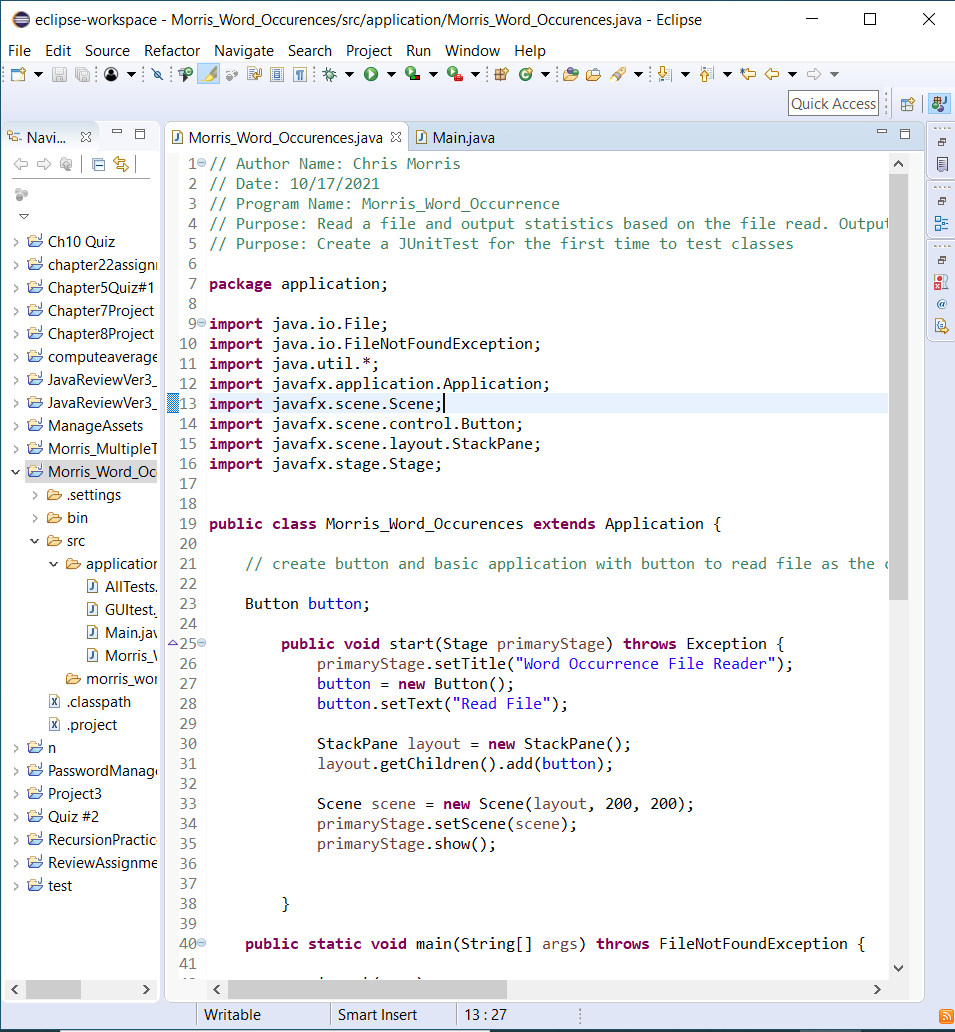 eclipse-workspace - Morris_Word_Occurences/src/application/Morris_Word_Occurences.java - Eclipse
File Edit Source Refactor Navigate Search Project Run Window Help
Quick Access
Navi...
Morris_Word_Occurences.java Main.java
Ch10 Quiz
chapter22assignm
Chapter5Quiz#1
Chapter7Project
Chapter8Project
computeaverage
JavaReviewVer3_
JavaReviewVer3_
ManageAssets
Morris_MultipleT
Morris_Word_Oc
.settings
bin
src
application
AllTests.
GUItest.
Main.jav
Morris_W
morris_wor
.classpath
.project
n
PasswordManage
Project3
Quiz #2
RecursionPractic
ReviewAssignme
test
1 // Author Name: Chris Morris
2 // Date: 10/17/2021
3 // Program Name: Morris_Word_Occurrence
4 // Purpose: Read a file and output statistics based on the file read. Output
5 // Purpose: Create a JUnitTest for the first time to test classes
6
7 package application;
8
9 import java.io.File;
10 import java.io.FileNotFoundException;
11 import java.util.*;
12 import javafx.application.Application;
13 import javafx.scene.Scene;
14 import javafx.scene.control.Button;
15 import javafx.scene.layout.StackPane;
16 import javafx.stage.Stage;
17
18
19 public class Morris_Word_Occurences extends Application {
20
21 // create button and basic application with button to read file as the
22
23 Button button;
24
25 public void start(Stage primaryStage) throws Exception {
26 primaryStage.setTitle("Word Occurrence File Reader");
27 button = new Button();
28 button.setText("Read File");
29
30 StackPane layout = new StackPane();
31 layout.getChildren().add(button);
32
33 Scene scene = new Scene(layout, 200, 200);
34 primaryStage.setScene(scene);
35 primaryStage.show();
36
37
38 }
39
40 public static void main(String[] args) throws FileNotFoundException {
41
Writable Smart Insert 13 : 27